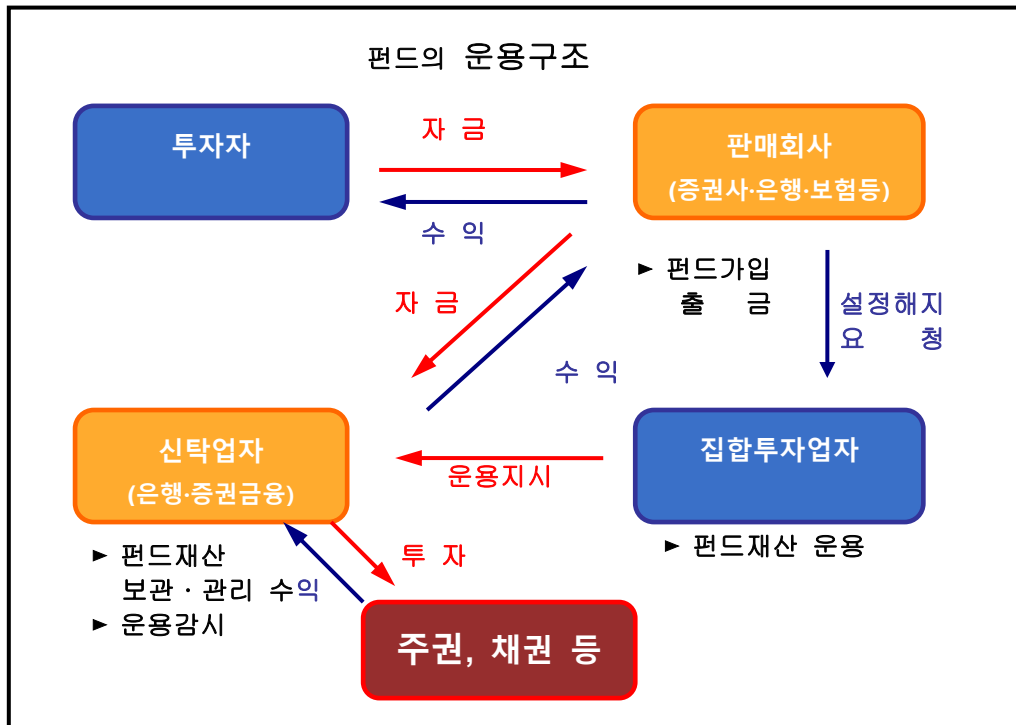 펀드의 운용구조
투자자
자 금
판매회사
(증권사·은행·보험등)
수 익
► 펀드가입
출 금
설정해지
요 청
자 금
수 익
신탁업자
(은행·증권금융)
집합투자업자
운용지시
► 펀드재산 운용
► 펀드재산
보관·관리 수익
► 운용감시
투 자
주권, 채권 등